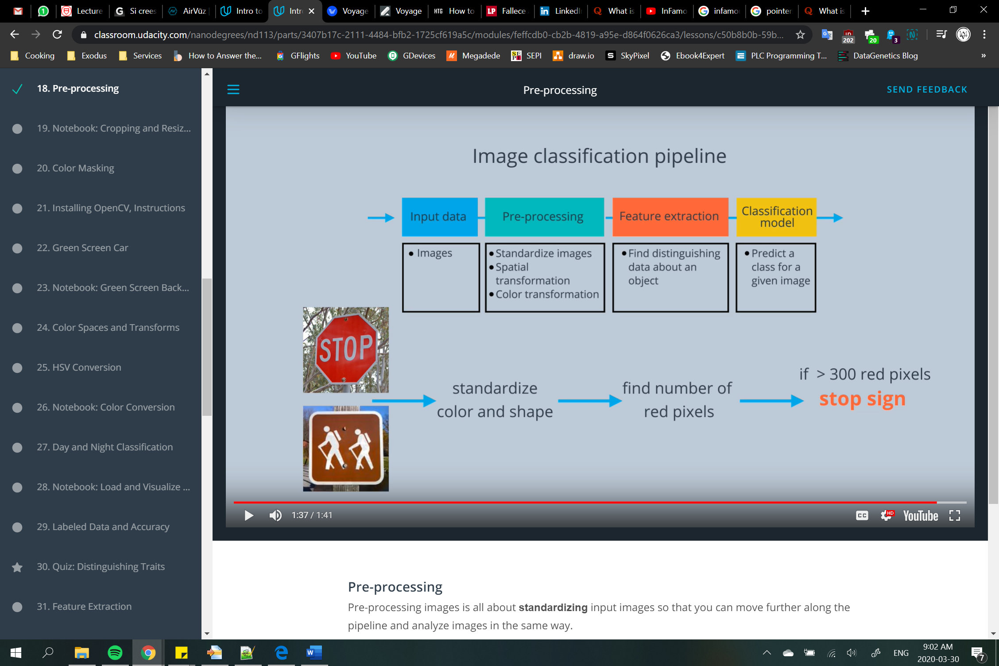 Lecture
Si crees
AirVūz
Intro to
Intr
Voyage
Voyage
How to
Fallece
LinkedI
What is
InFamo
infamo
pointer
What is
classroom.udacity.com/nanodegrees/nd113/parts/3407b17c-2111-4484-bfb2-1725cf619a5c/modules/feffcdb0-cb2b-4819-a95e-d864f0626ca3/lessons/c50b8b0b-59b...
202
20
3
Cooking
Exodus
Services
How to Answer the...
GFlights
YouTube
GDevices
Megadede
SEPI
draw.io
SkyPixel
Ebook4Expert
PLC Programming T...
DataGenetics Blog
»
18. Pre-processing
19. Notebook: Cropping and Resiz...
20. Color Masking
21. Installing OpenCV, Instructions
22. Green Screen Car
23. Notebook: Green Screen Back...
24. Color Spaces and Transforms
25. HSV Conversion
26. Notebook: Color Conversion
27. Day and Night Classification
28. Notebook: Load and Visualize ...
29. Labeled Data and Accuracy
30. Quiz: Distinguishing Traits
31. Feature Extraction
Pre-processing
SEND FEEDBACK
Image classification pipeline
Input data
Pre-processing
Feature extraction
Classification
model
• Images
• Standardize images
• Spatial
transformation
• Color transformation
• Find distinguishing
data about an
object
• Predict a
class for a
given image
STOP
standardize
color and shape
find number of
red pixels
if > 300 red pixels
stop sign
1:37 / 1:41
CC
HD
YouTube
Pre-processing
Pre-processing images is all about standardizing input images so that you can move further along the
pipeline and analyze images in the same way.
ENG
9:02 AM
2020-03-30
7